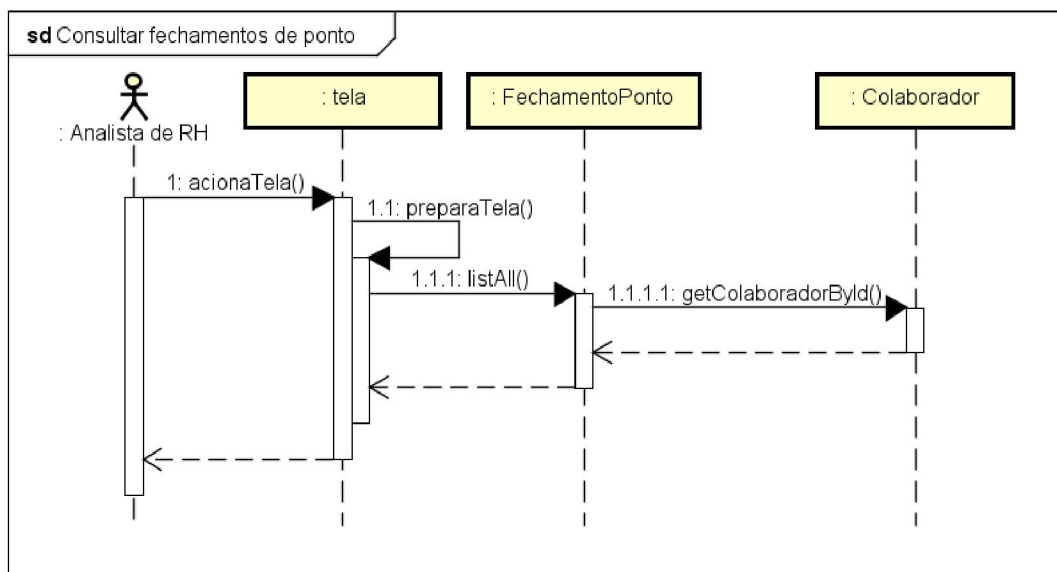 sd Consultar fechamentos de ponto
: Analista de RH
: tela
: FechamentoPonto
: Colaborador
1: acionaTela()
1.1: preparaTela()
1.1.1: listAll()
1.1.1.1: getColaboradorById()